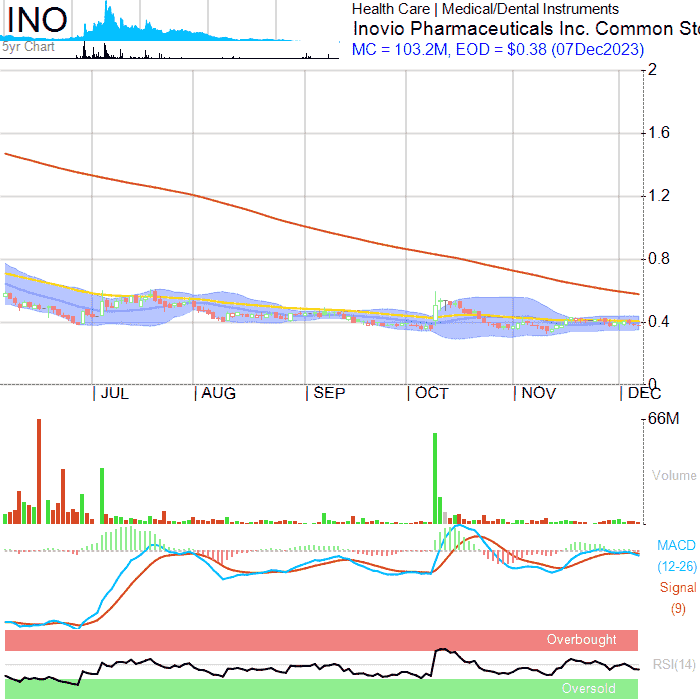 INO
5yr Chart
Health Care | Medical/Dental Instruments
Inovio Pharmaceuticals Inc. Common Sto
MC = 103.2M, EOD = $0.38 (07Dec2023)
2
1.6
1.2
0.8
0.4
0
JUL AUG SEP OCT NOV DEC
66M
Volume
MACD
(12-26)
Signal
(9)
Overbought
RSI(14)
Oversold